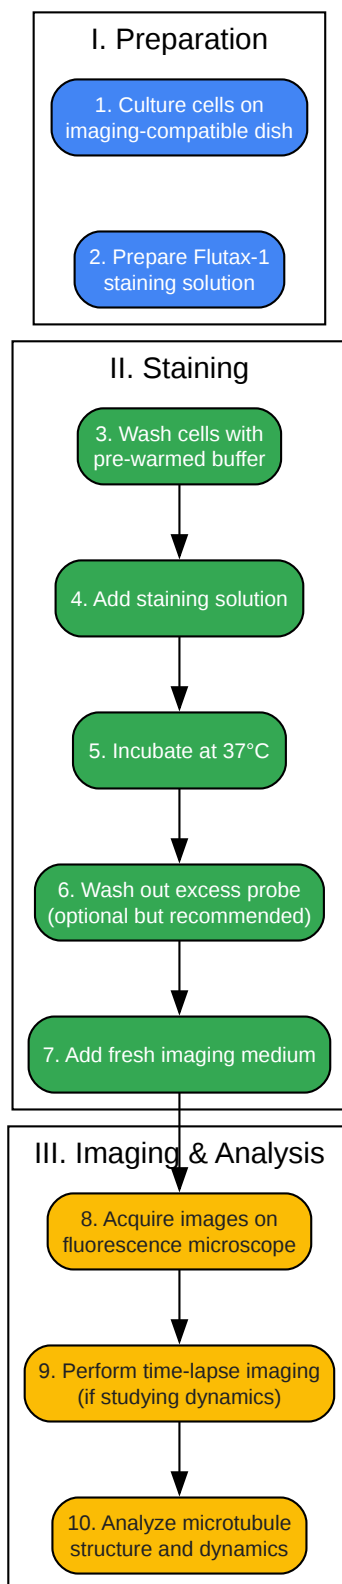 I. Preparation
1. Culture cells on
imaging-compatible dish
2. Prepare Flutax-1
staining solution
II. Staining
3. Wash cells with
pre-warmed buffer
4. Add staining solution
5. Incubate at 37°C
6. Wash out excess probe
(optional but recommended)
7. Add fresh imaging medium
III. Imaging & Analysis
8. Acquire images on
fluorescence microscope
9. Perform time-lapse imaging
(if studying dynamics)
10. Analyze microtubule
structure and dynamics